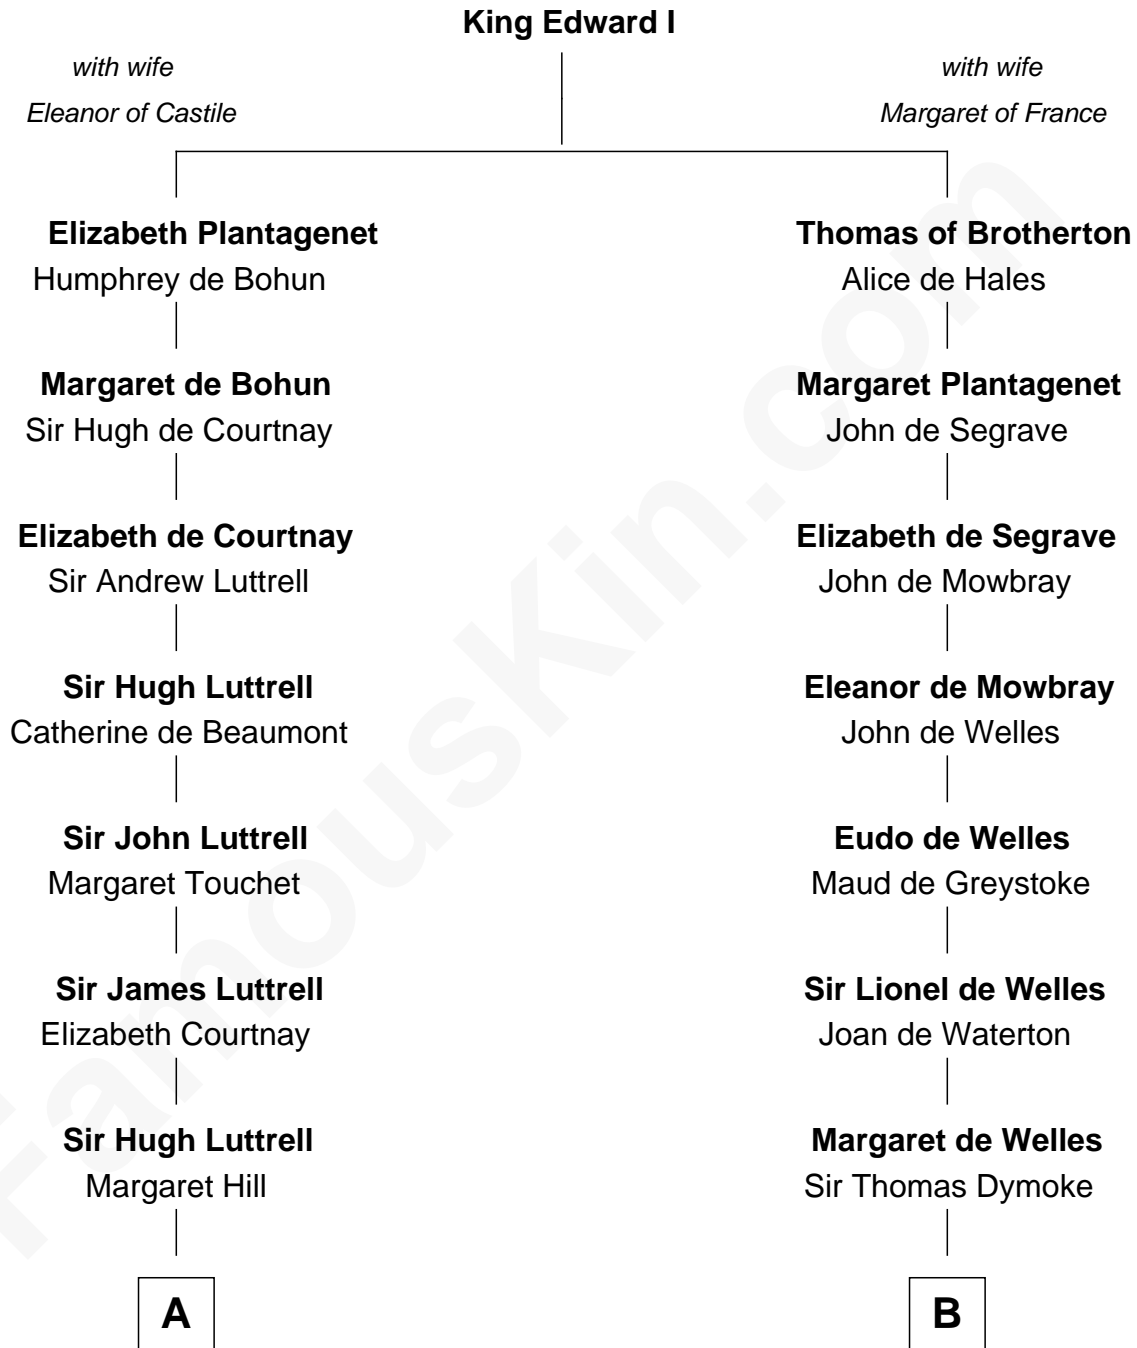 King Edward I
with wife
Eleanor of Castile
with wife
Margaret of France
Elizabeth Plantagenet
Humphrey de Bohun
Thomas of Brotherton
Alice de Hales
Margaret de Bohun
Sir Hugh de Courtnay
Margaret Plantagenet
John de Segrave
Elizabeth de Courtnay
Sir Andrew Luttrell
Elizabeth de Segrave
John de Mowbray
Sir Hugh Luttrell
Catherine de Beaumont
Eleanor de Mowbray
John de Welles
Sir John Luttrell
Margaret Touchet
Eudo de Welles
Maud de Greystoke
Sir James Luttrell
Elizabeth Courtnay
Sir Lionel de Welles
Joan de Waterton
Sir Hugh Luttrell
Margaret Hill
Margaret de Welles
Sir Thomas Dymoke
A
B
FamousKin.com